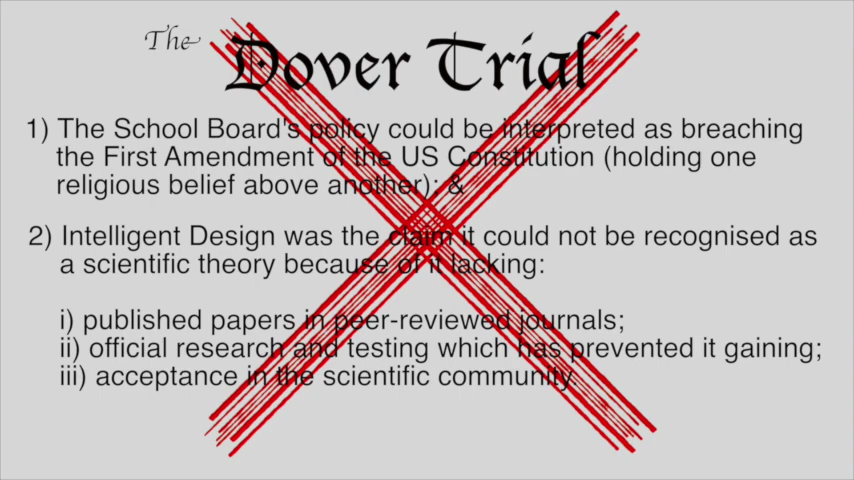 The Dover Trial
1) The School Board's policy could be interpreted as breaching
the First Amendment of the US Constitution (holding one
religious belief above another); &
2) Intelligent Design was the claim it could not be recognised as
a scientific theory because of it lacking:
i) published papers in peer-reviewed journals;
ii) official research and testing which has prevented it gaining;
iii) acceptance in the scientific community.